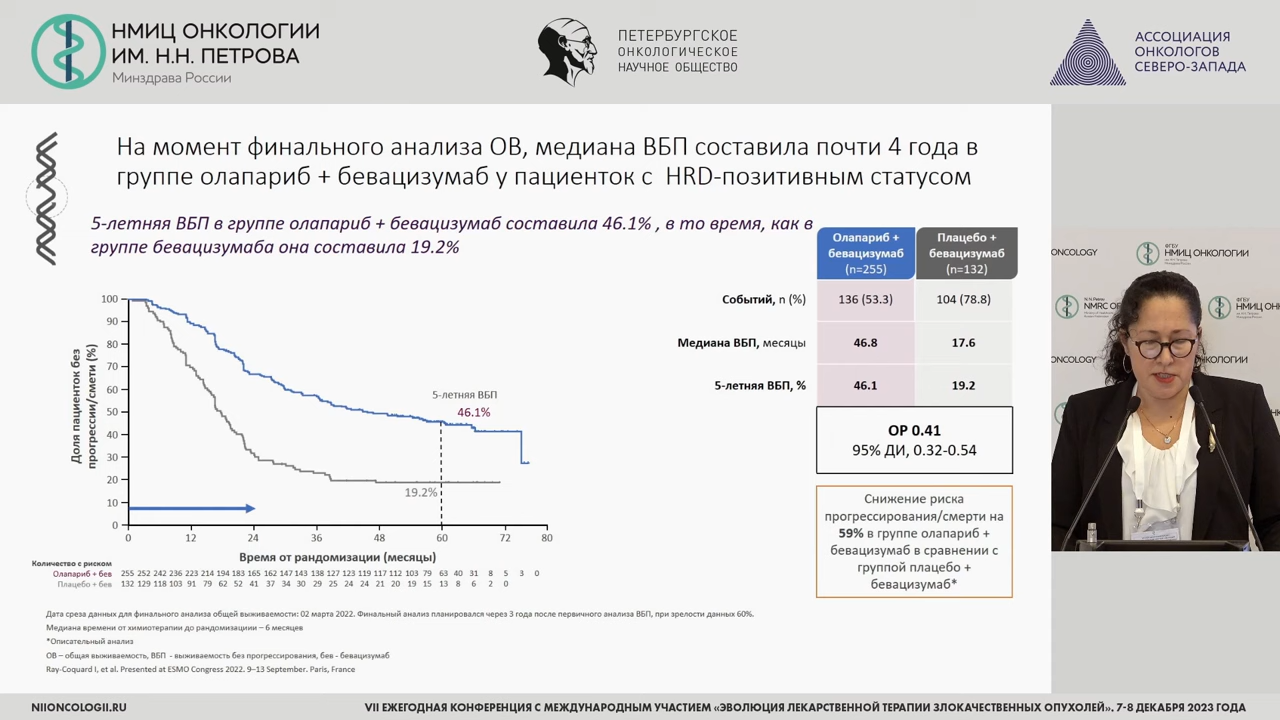 НМИЦ ОНКОЛОГИИ
ИМ. Н.Н. ПЕТРОВА
Минздрава России
ПЕТЕРБУРГСКОЕ
ОНКОЛОГИЧЕСКОЕ
НАУЧНОЕ ОБЩЕСТВО
АССОЦИАЦИЯ
ОНКОЛОГОВ
СЕВЕРО-ЗАПАДА
На момент финального анализа ОВ, медиана ВБП составила почти 4 года в
группе олапариб + бевацизумаб у пациенток с HRD-позитивным статусом
5-летняя ВБП в группе олапариб + бевацизумаб составила 46.1% , в то время, как в
группе бевацизумаба она составила 19.2%
Олапариб +
бевацизумаб
(n=255)
Плацебо +
бевацизумаб
(n=132)
Событий, n (%)
136 (53.3)
104 (78.8)
Медиана ВБП, месяцы
46.8
17.6
5-летняя ВБП, %
46.1
19.2
ОР 0.41
95% ДИ, 0.32-0.54
Снижение риска
прогрессирования/смерти на
59% в группе олапариб +
бевацизумаб в сравнении с
группой плацебо +
бевацизумаб*
Доля пациенток без
прогрессии/смети (%)
100
90
80
70
60
50
40
30
20
10
0
5-летняя ВБП
46.1%
19.2%
0 12 24 36 48 60 72 80
Время от рандомизации (месяцы)
Количество с риском
Олапариб + бев 255 252 242 236 223 214 194 183 165 162 147 143 138 127 123 119 117 112 103 79 63 40 31 8 5 3 0
Плацебо + бев 132 129 118 103 91 79 62 52 41 37 34 30 29 25 24 24 21 20 19 15 13 8 6 2 0
Дата среза данных для финального анализа общей выживаемости: 02 марта 2022. Финальный анализ планировался через 3 года после первичного анализа ВБП, при зрелости данных 60%.
Медиана времени от химиотерапии до рандомизациии – 6 месяцев
*Описательный анализ
ОВ – общая выживаемость, ВБП - выживаемость без прогрессирования, бев - бевацизумаб
Ray-Coquard I, et al. Presented at ESMO Congress 2022. 9–13 September. Paris, France
ONCOLOGY
ФГБУ
НМИЦ ОНКОЛОГИИ
NMRC
ФГБУ
НМИЦ ОНК
ONCOLOGY
ОНКОЛОГИИ
NIIONCOLOGII.RU
VII ЕЖЕГОДНАЯ КОНФЕРЕНЦИЯ С МЕЖДУНАРОДНЫМ УЧАСТИЕМ «ЭВОЛЮЦИЯ ЛЕКАРСТВЕННОЙ ТЕРАПИИ ЗЛОКАЧЕСТВЕННЫХ ОПУХОЛЕЙ». 7-8 ДЕКАБРЯ 2023 ГОДА